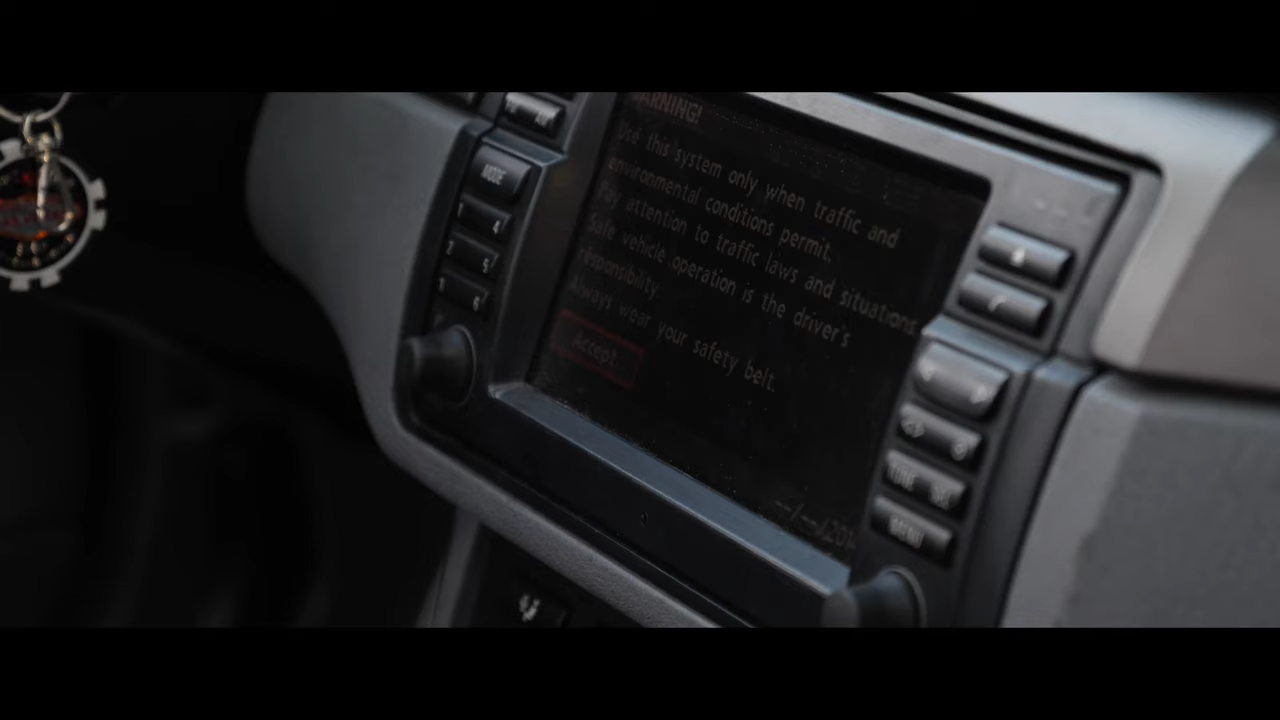 WARNING!
Use this system only when traffic and
environmental conditions permit.
Pay attention to traffic laws and situations.
Safe vehicle operation is the driver's
responsibility.
Always wear your safety belt.
Accept
--/--/201
MODE
1 4
2 5
3 6
MENU